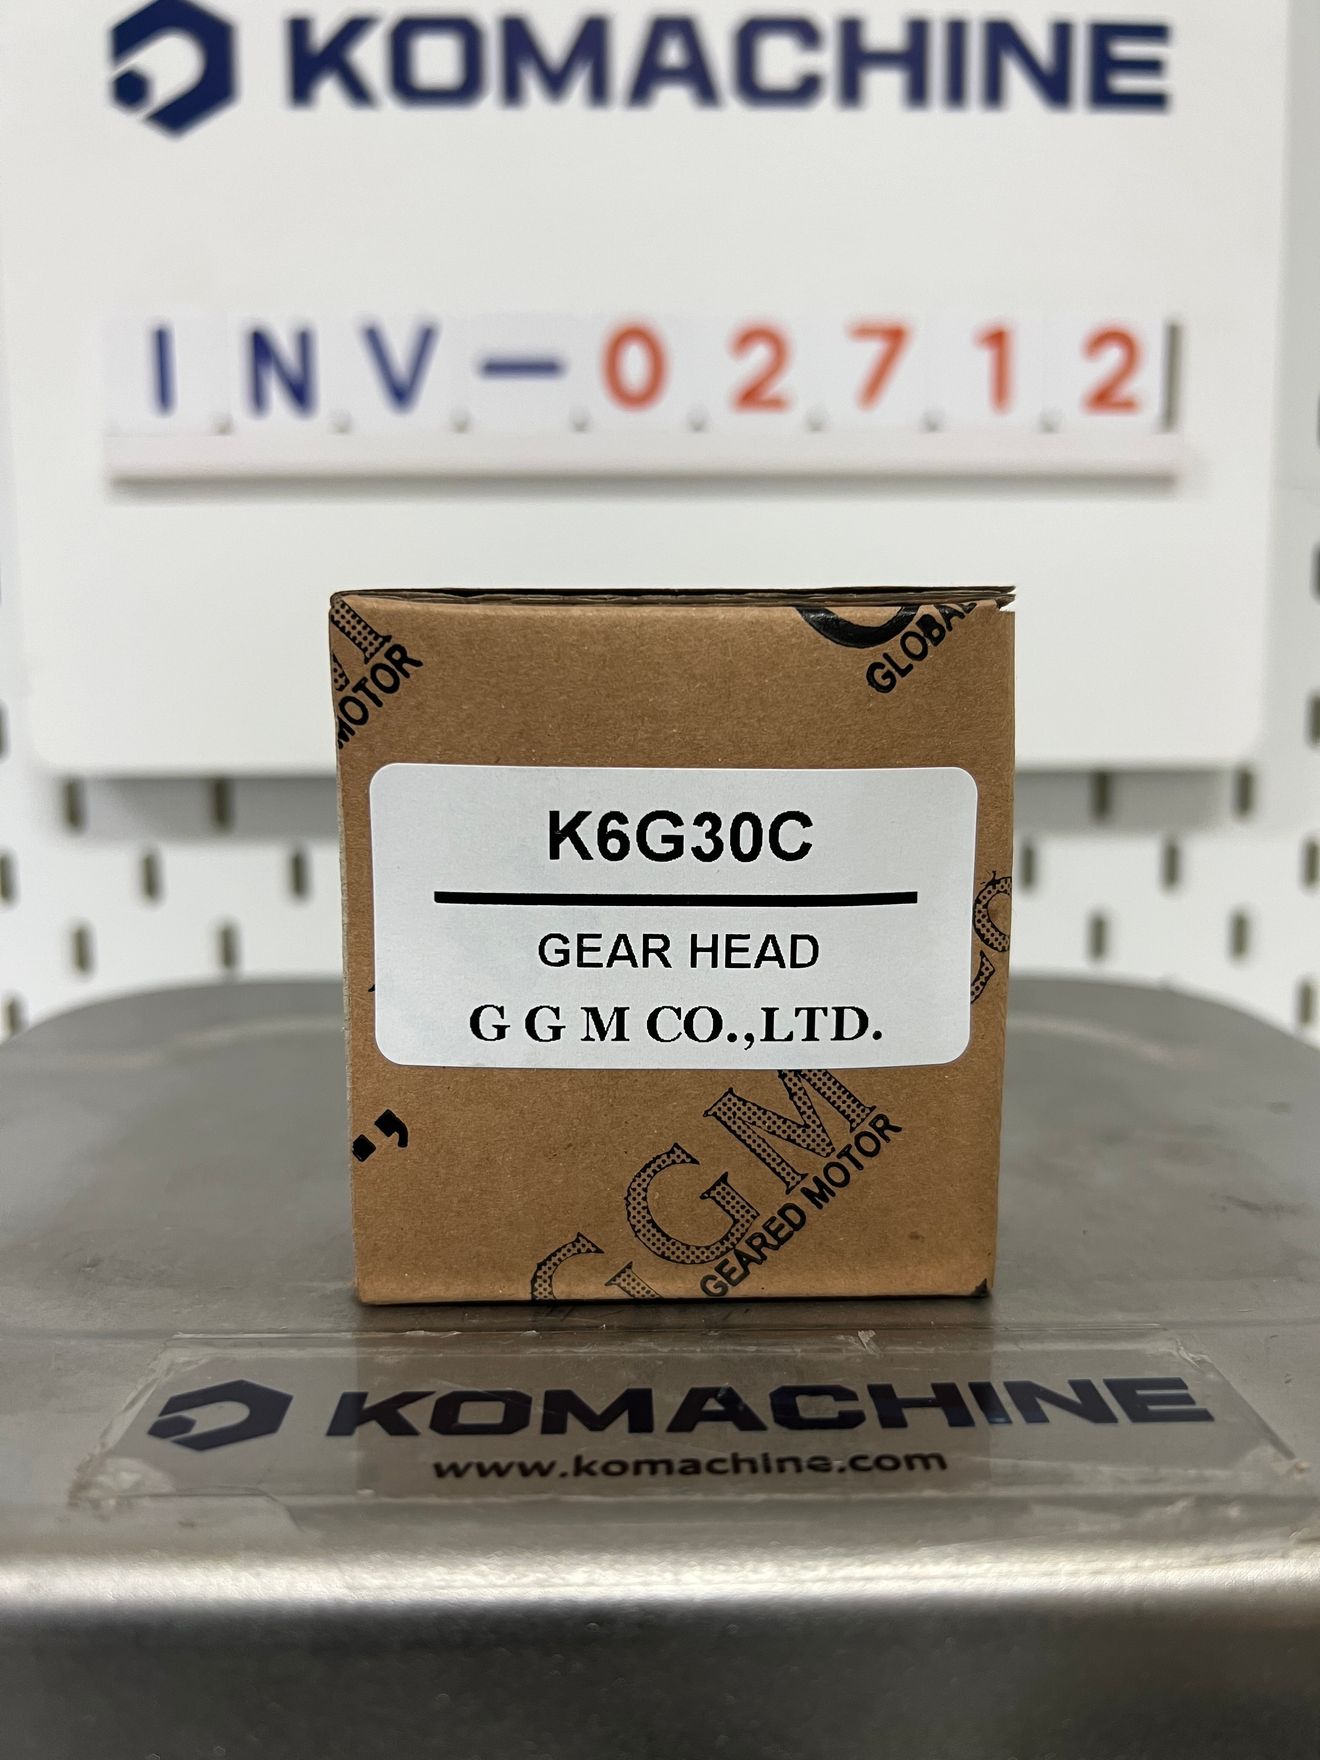 KOMACHINE
INV-02712
MOTOR
GLOBAL
K6G30C
GEAR HEAD
G G M CO.,LTD.
GGM
GEARED MOTOR
KOMACHINE
www.komachine.com